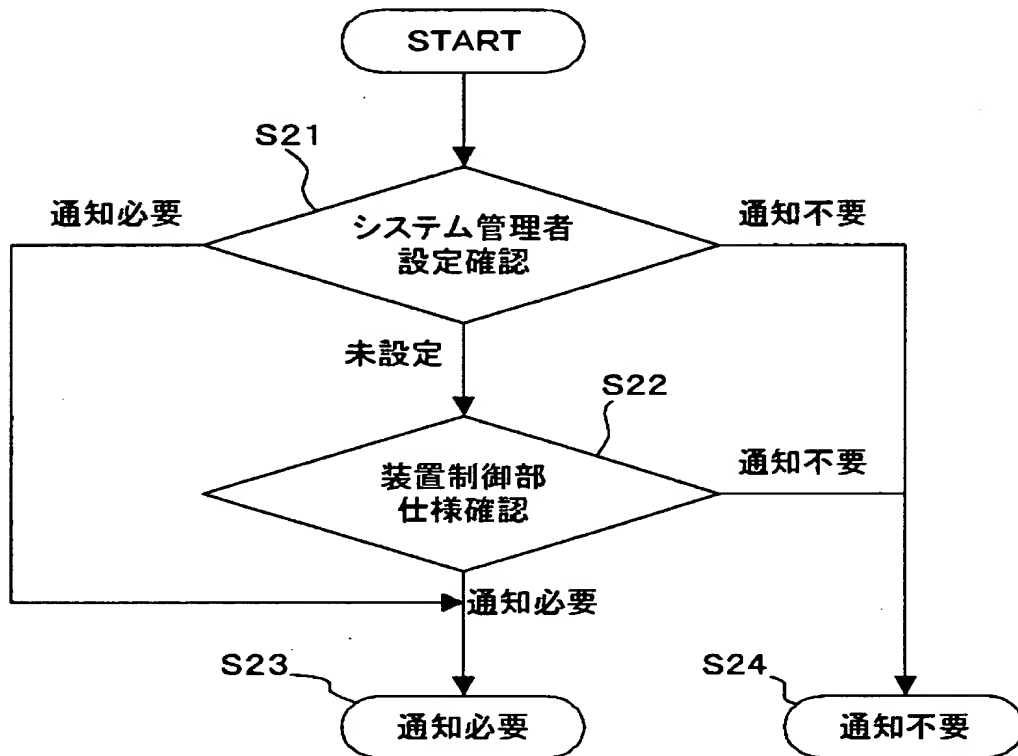 START
S21
通知必要
システム管理者
設定確認
通知不要
未設定
S22
装置制御部
仕様確認
通知不要
通知必要
S23
通知必要
S24
通知不要